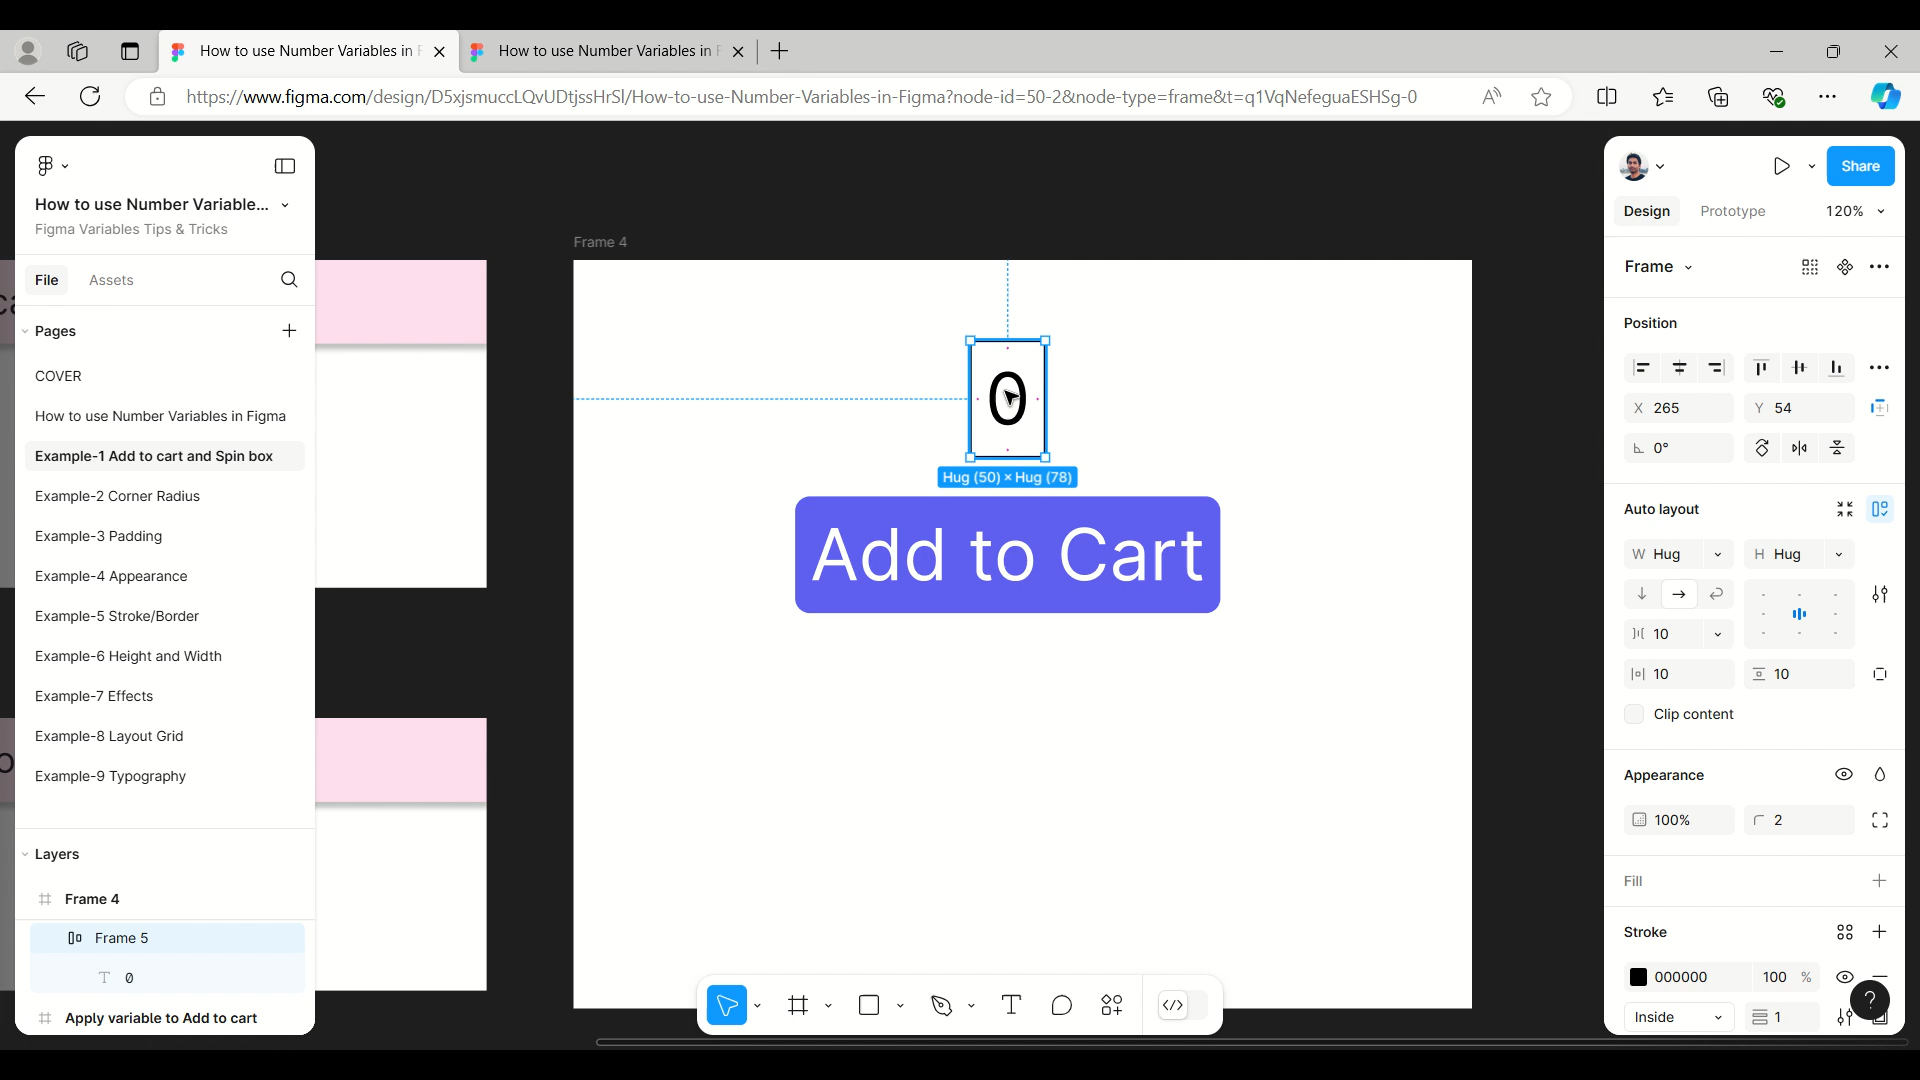 How to use Number Variables in F
How to use Number Variables in F
https://www.figma.com/design/D5xjsmuccLQvUDtjssHrSl/How-to-use-Number-Variables-in-Figma?node-id=50-2&node-type=frame&t=q1VqNefeguaESHSg-0
How to use Number Variable...
Figma Variables Tips & Tricks
File
Assets
Pages
COVER
How to use Number Variables in Figma
Example-1 Add to cart and Spin box
Example-2 Corner Radius
Example-3 Padding
Example-4 Appearance
Example-5 Stroke/Border
Example-6 Height and Width
Example-7 Effects
Example-8 Layout Grid
Example-9 Typography
Layers
Frame 4
Frame 5
T 0
Apply variable to Add to cart
Frame 4
0
Hug (50) × Hug (78)
Add to Cart
Share
Design
Prototype
120%
Frame
Position
X 265
Y 54
0°
Auto layout
W Hug
H Hug
10
10
10
Clip content
Appearance
100%
2
Fill
Stroke
000000
100 %
Inside
1
?